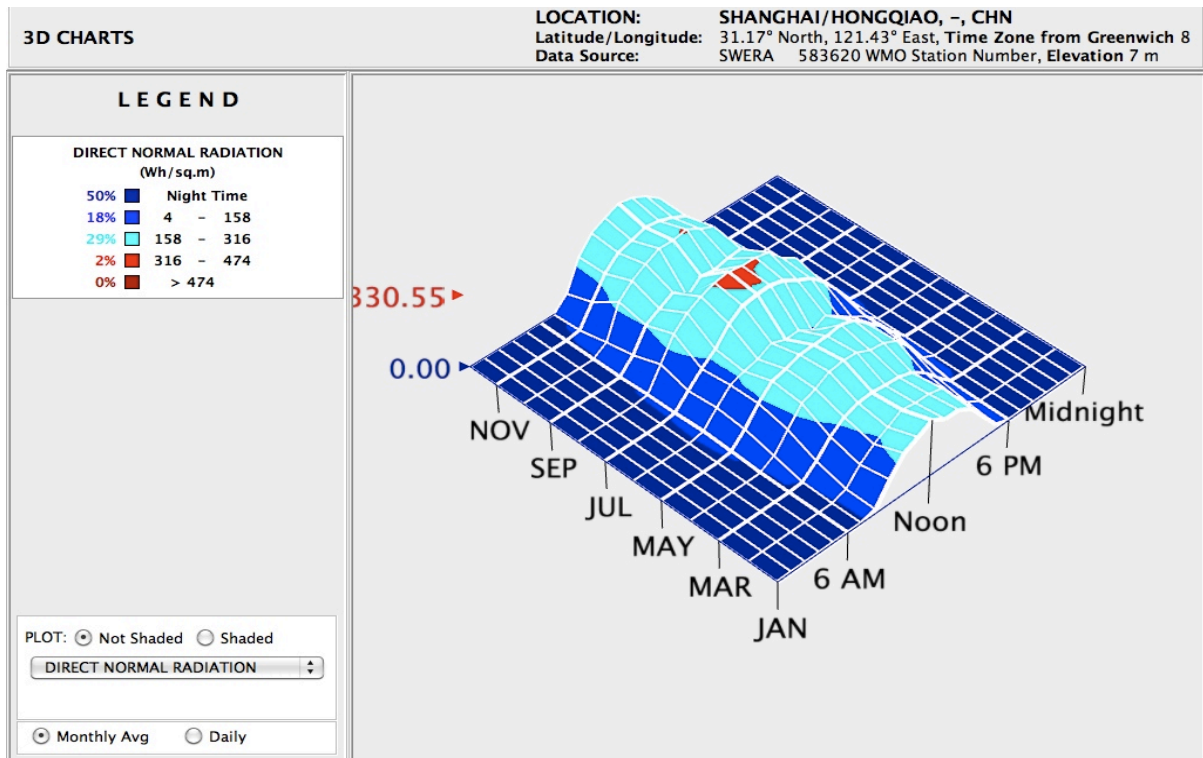 3D CHARTS
LOCATION: SHANGHAI/HONGQIAO, -, CHN
Latitude/Longitude: 31.17° North, 121.43° East, Time Zone from Greenwich 8
Data Source: SWERA 583620 WMO Station Number, Elevation 7 m
LEGEND
DIRECT NORMAL RADIATION
(Wh/sq.m)
50% Night Time
18% 4 - 158
29% 158 - 316
2% 316 - 474
0% > 474
330.55
0.00
NOV
SEP
JUL
MAY
MAR
JAN
6 AM
Noon
6 PM
Midnight
PLOT: Not Shaded Shaded
DIRECT NORMAL RADIATION
Monthly Avg Daily